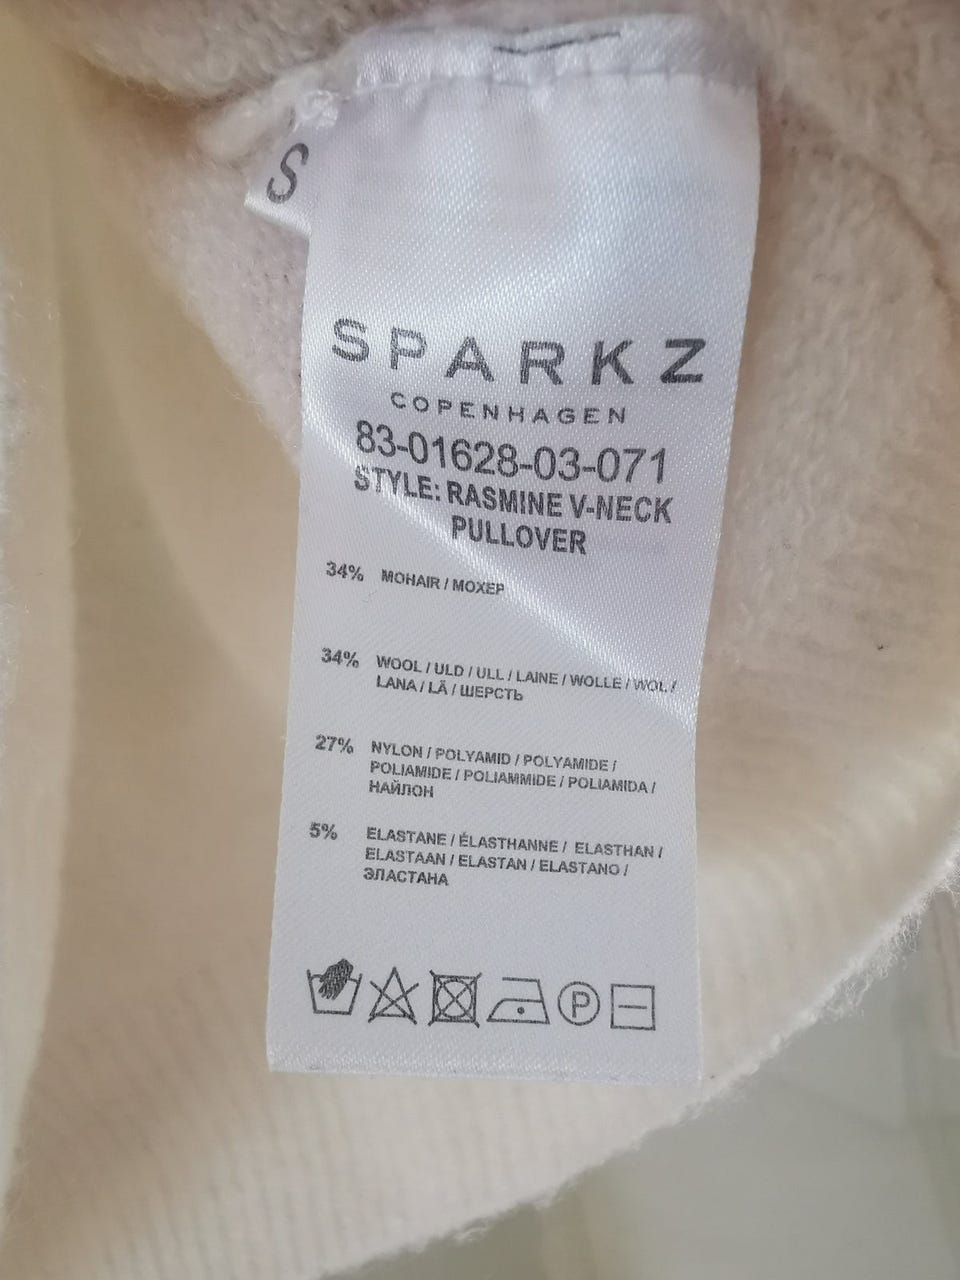 S
SPARKZ
COPENHAGEN
83-01628-03-071
STYLE: RASMINE V-NECK
PULLOVER
34% MOHAIR / МОХЕР
34% WOOL / ULD / ULL / LAINE / WOLLE / WOL /
LANA / LÃ / ШЕРСТЬ
27% NYLON / POLYAMID / POLYAMIDE /
POLIAMIDE / POLIAMMIDE / POLIAMIDA /
НАЙЛОН
5% ELASTANE / ÉLASTHANNE / ELASTHAN /
ELASTAAN / ELASTAN / ELASTANO /
ЭЛАСТАНА
P